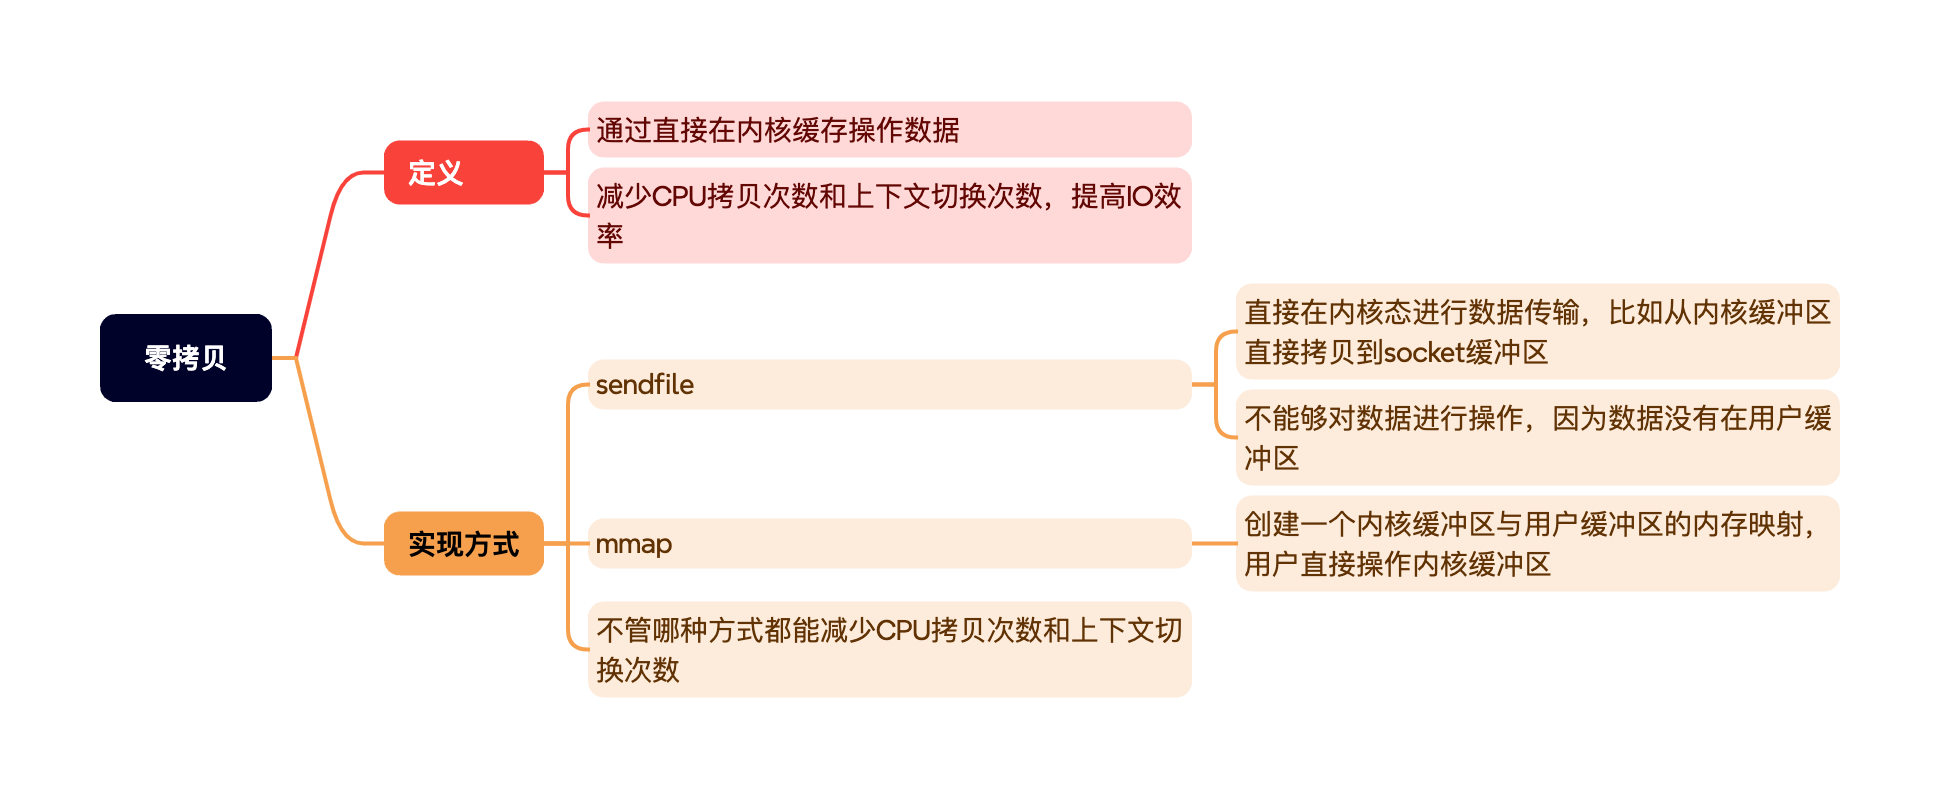 零拷贝
定义
通过直接在内核缓存操作数据
减少CPU拷贝次数和上下文切换次数，提高IO效
率
实现方式
sendfile
直接在内核态进行数据传输，比如从内核缓冲区
直接拷贝到socket缓冲区
不能够对数据进行操作，因为数据没有在用户缓
冲区
mmap
创建一个内核缓冲区与用户缓冲区的内存映射，
用户直接操作内核缓冲区
不管哪种方式都能减少CPU拷贝次数和上下文切
换次数